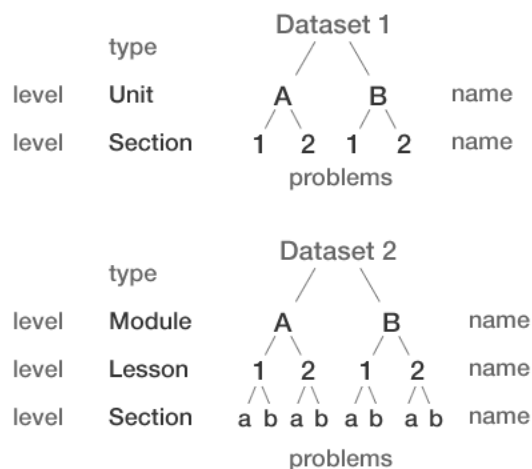 Dataset 1
type
level Unit A B name
level Section 1 2 1 2 name
problems
Dataset 2
type
level Module A B name
level Lesson 1 2 1 2 name
level Section a b a b a b a b name
problems